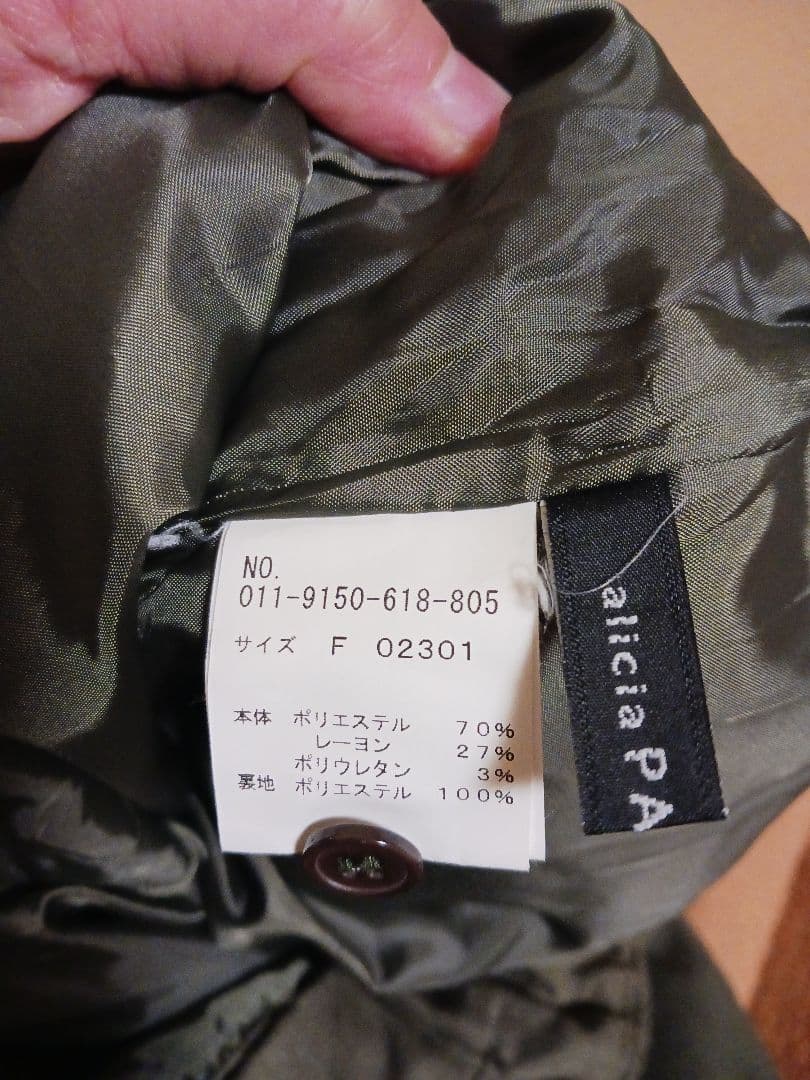 NO.
011-9150-618-805
サイズ F 02301
本体 ポリエステル 70%
レーヨン 27%
ポリウレタン 3%
裏地 ポリエステル 100%
alicia PA